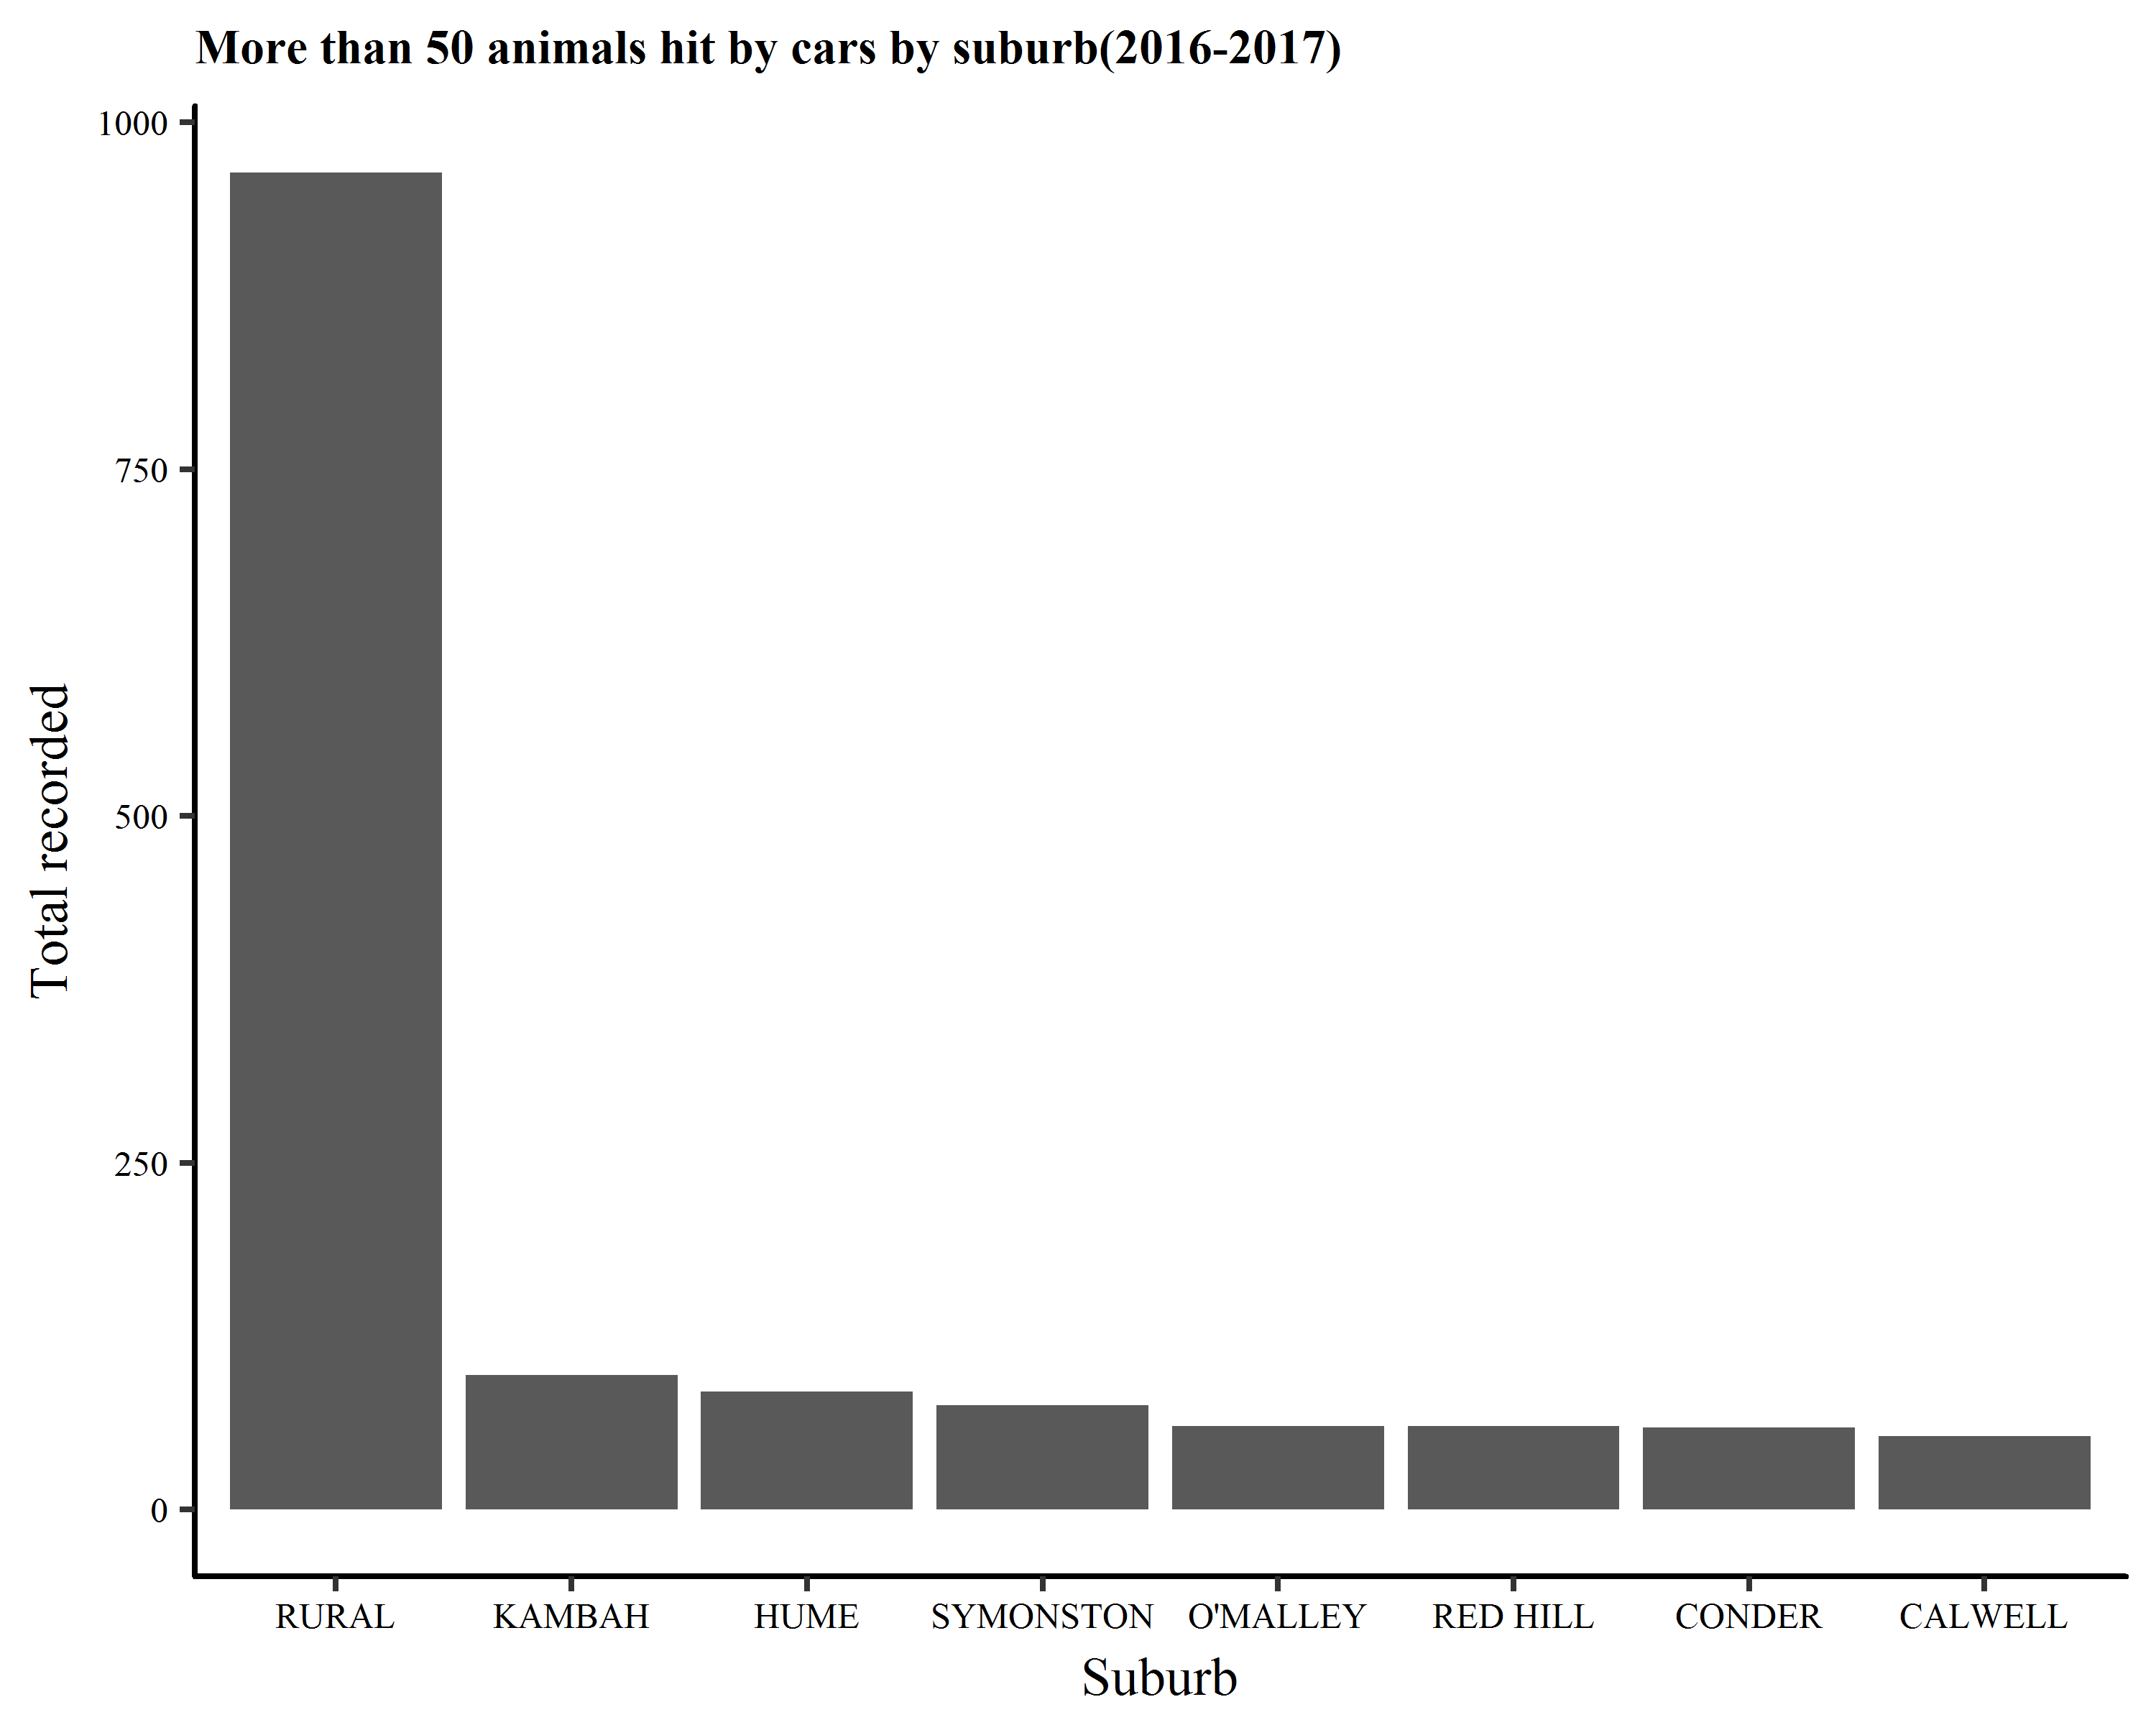 More than 50 animals hit by cars by suburb(2016-2017)
1000
750
500
250
0
Total recorded
RURAL KAMBAH HUME SYMONSTON O'MALLEY RED HILL CONDER CALWELL
Suburb